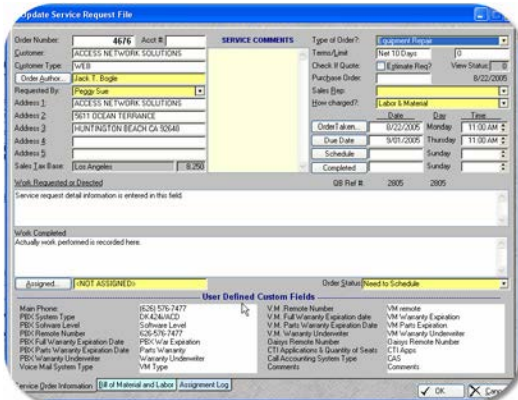 Update Service Request File
Order Number: 4676 Acct #: SERVICE COMMENTS Type of Order?: Equipment Repair
Customer: ACCESS NETWORK SOLUTIONS Terms/Limit Net 10 Days 0
Customer Type: WEB Check If Quote: Estimate Req? View Status: 0
Order Author... Jack T. Bogle Purchase Order: 8/22/2005
Requested By: Peggy Sue Sales Rep:
Address 1: ACCESS NETWORK SOLUTIONS How charged?: Labor & Material
Address 2: 5611 OCEAN TERRANCE Date Day Time
Address 3: HUNTINGTON BEACH CA 92648 OrderTaken... 8/22/2005 Monday 11:00 AM
Address 4: Due Date 9/01/2005 Thursday 11:00 AM
Address 5: Schedule Sunday
Sales Tax Base: Los Angeles 8.250 Completed Sunday
Work Requested or Directed QB Ref #: 2805 2805
Service request detail information is entered in this field.
Work Completed
Actually work performed is recorded here.
Assigned... <NOT ASSIGNED> Order Status: Need to Schedule
User Defined Custom Fields
Main Phone: (626) 576-7477 V.M. Remote Number VM remote
PBX System Type DK424i/ACD V.M. Full Warranty Expiration date VM Warranty Expiration
PBX Software Level Software Level V.M. Parts Warranty Expiration Date VM Parts Expiration
PBX Remote Number 626-576-7477 V.M. Warranty Underwriter VM Warranty Underwriter
PBX Full Warranty Expiration Date PBX War Expiration Oaisys Remote Number Oaisys Remote Number
PBX Parts Warranty Expiration Date Parts Warranty CTI Applications & Quantity of Seats CTI Apps
PBX Warranty Underwriter Warranty Underwriter Call Accounting System Type CAS
Voice Mail System Type VM Type Comments Comments
Service Order Information Bill of Material and Labor Assignment Log OK